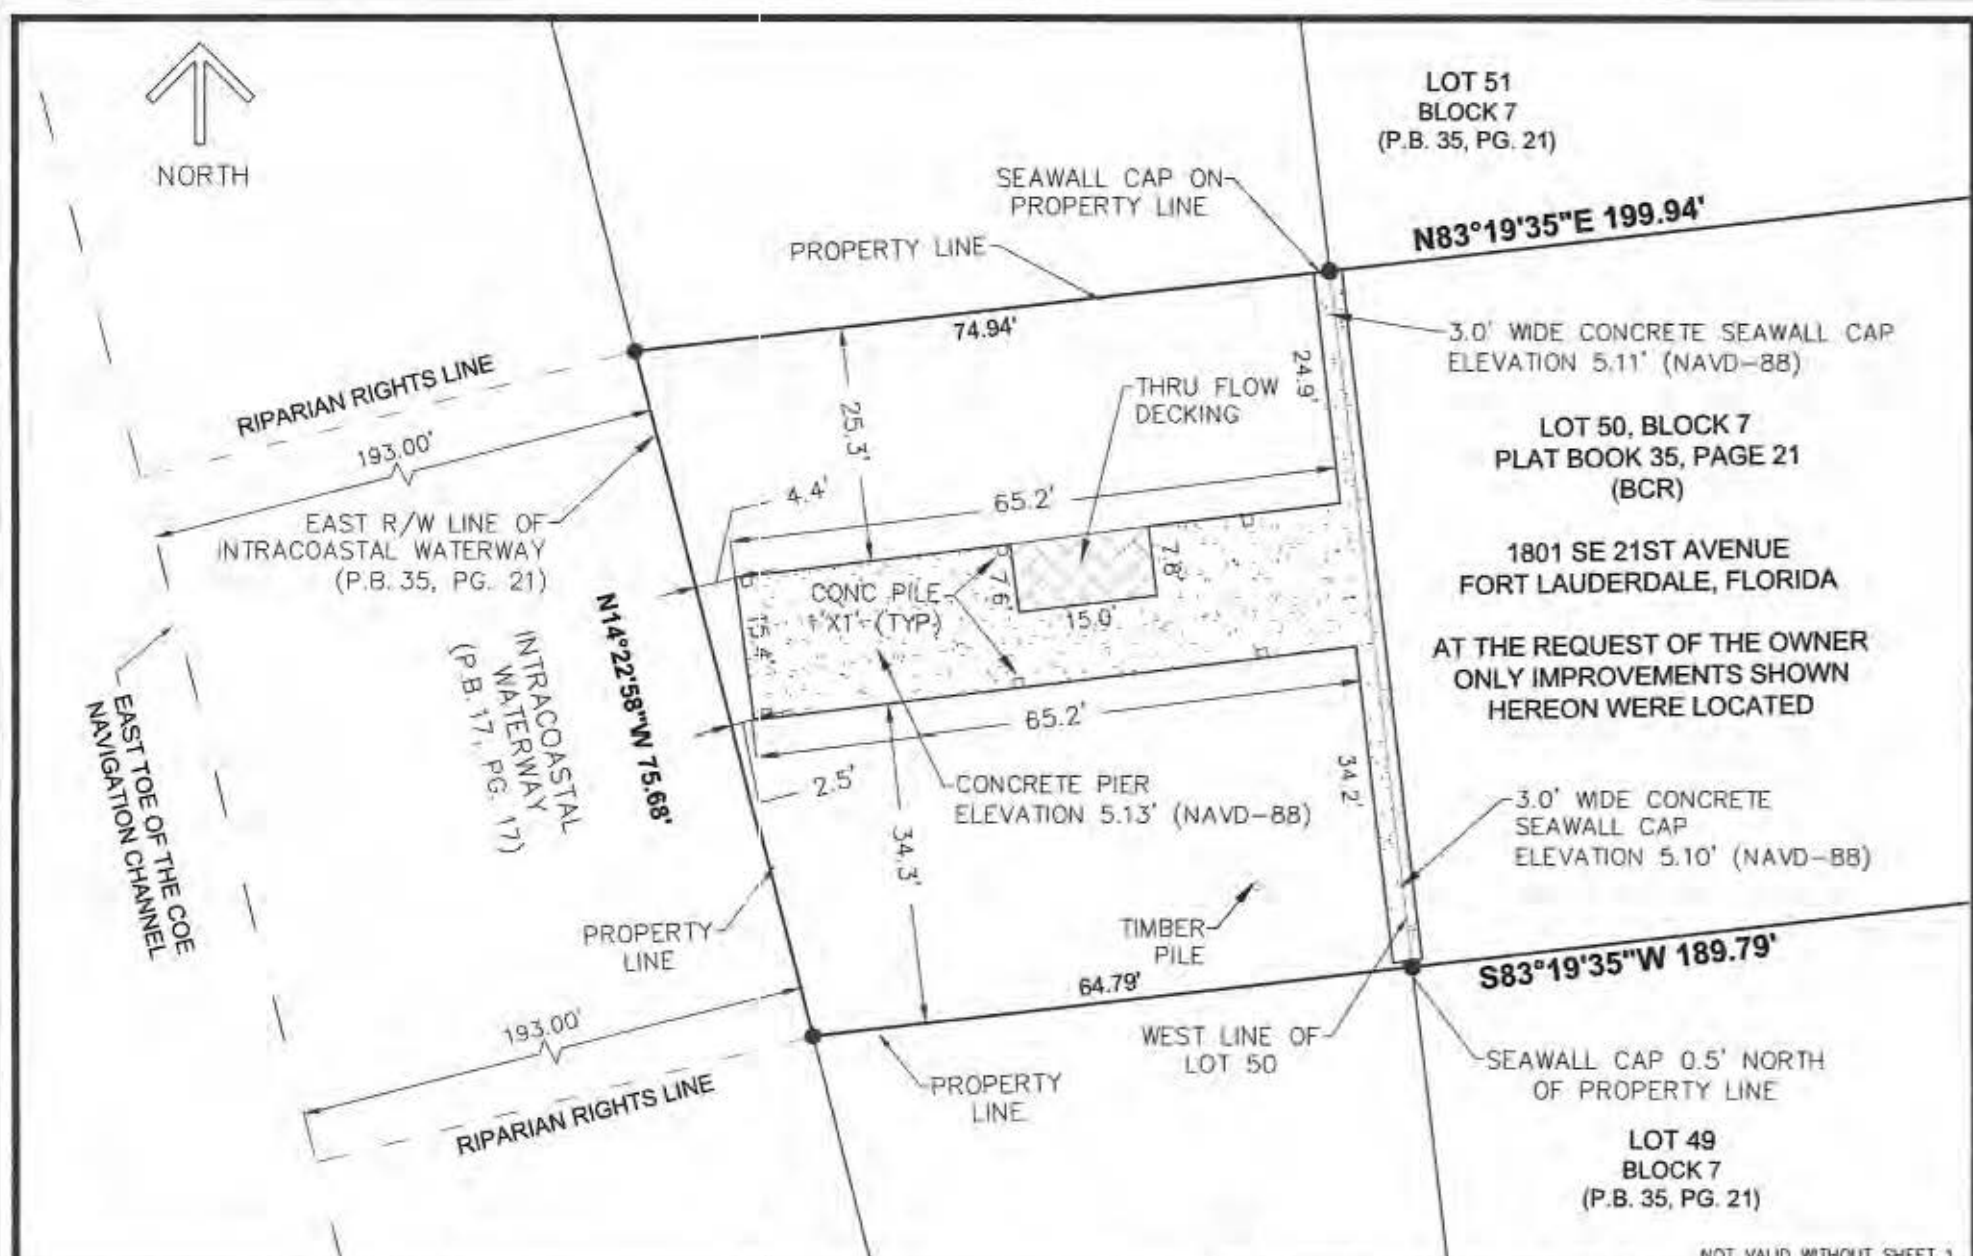 NORTH
LOT 51
BLOCK 7
(P.B. 35, PG. 21)
SEAWALL CAP ON
PROPERTY LINE
PROPERTY LINE
N83°19'35"E 199.94'
74.94'
3.0' WIDE CONCRETE SEAWALL CAP
ELEVATION 5.11' (NAVD-88)
24.9'
RIPARIAN RIGHTS LINE
193.00'
25.3'
THRU FLOW
DECKING
LOT 50, BLOCK 7
PLAT BOOK 35, PAGE 21
(BCR)
4.4'
65.2'
EAST R/W LINE OF
INTRACOASTAL WATERWAY
(P.B. 35, PG. 21)
1801 SE 21ST AVENUE
FORT LAUDERDALE, FLORIDA
CONC PILE
1'X1' (TYP.)
7.6'
7.8'
15.0'
15.4'
N14°22'58"W 75.68'
INTRACOASTAL
WATERWAY
(P.B. 17, PG. 17)
AT THE REQUEST OF THE OWNER
ONLY IMPROVEMENTS SHOWN
HEREON WERE LOCATED
EAST TOE OF THE COE
NAVIGATION CHANNEL
65.2'
2.5'
CONCRETE PIER
ELEVATION 5.13' (NAVD-88)
34.2'
34.3'
3.0' WIDE CONCRETE
SEAWALL CAP
ELEVATION 5.10' (NAVD-88)
PROPERTY
LINE
TIMBER
PILE
64.79'
S83°19'35"W 189.79'
193.00'
RIPARIAN RIGHTS LINE
PROPERTY
LINE
WEST LINE OF
LOT 50
SEAWALL CAP 0.5' NORTH
OF PROPERTY LINE
LOT 49
BLOCK 7
(P.B. 35, PG. 21)
NOT VALID WITHOUT SHEET 1